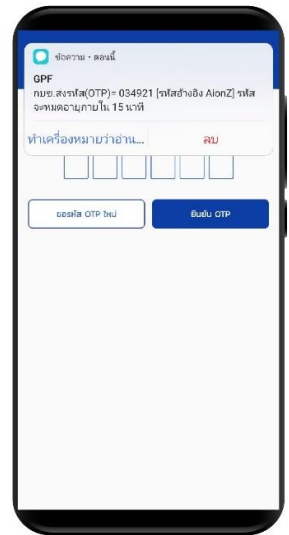 ข้อความ • ตอนนี้
GPF
กบข.ส่งรหัส(OTP)= 034921 [รหัสอ้างอิง AionZ] รหัส
จะหมดอายุภายใน 15 นาที
ทำเครื่องหมายว่าอ่าน... ลบ
ขอรหัส OTP ใหม่ ยืนยัน OTP